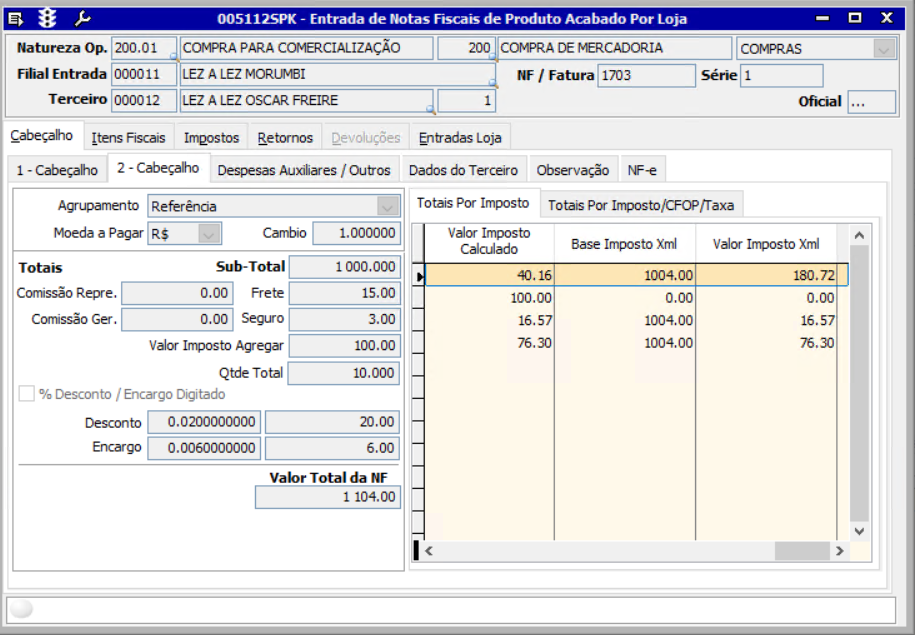 005112SPK - Entrada de Notas Fiscais de Produto Acabado Por Loja
Natureza Op. 200.01 COMPRA PARA COMERCIALIZAÇÃO 200 COMPRA DE MERCADORIA COMPRAS
Filial Entrada 000011 LEZ A LEZ MORUMBI NF / Fatura 1703 Série 1
Terceiro 000012 LEZ A LEZ OSCAR FREIRE 1 Oficial ...
Cabeçalho Itens Fiscais Impostos Retornos Devoluções Entradas Loja
1 - Cabeçalho 2 - Cabeçalho Despesas Auxiliares / Outros Dados do Terceiro Observação NF-e
Agrupamento Referência
Moeda a Pagar R$ Cambio 1.000000
Totais Sub-Total 1 000.000
Comissão Repre. 0.00 Frete 15.00
Comissão Ger. 0.00 Seguro 3.00
Valor Imposto Agregar 100.00
Qtde Total 10.000
% Desconto / Encargo Digitado
Desconto 0.0200000000 20.00
Encargo 0.0060000000 6.00
Valor Total da NF
1 104.00
Totais Por Imposto Totais Por Imposto/CFOP/Taxa
Valor Imposto
Calculado Base Imposto Xml Valor Imposto Xml
40.16 1004.00 180.72
100.00 0.00 0.00
16.57 1004.00 16.57
76.30 1004.00 76.30